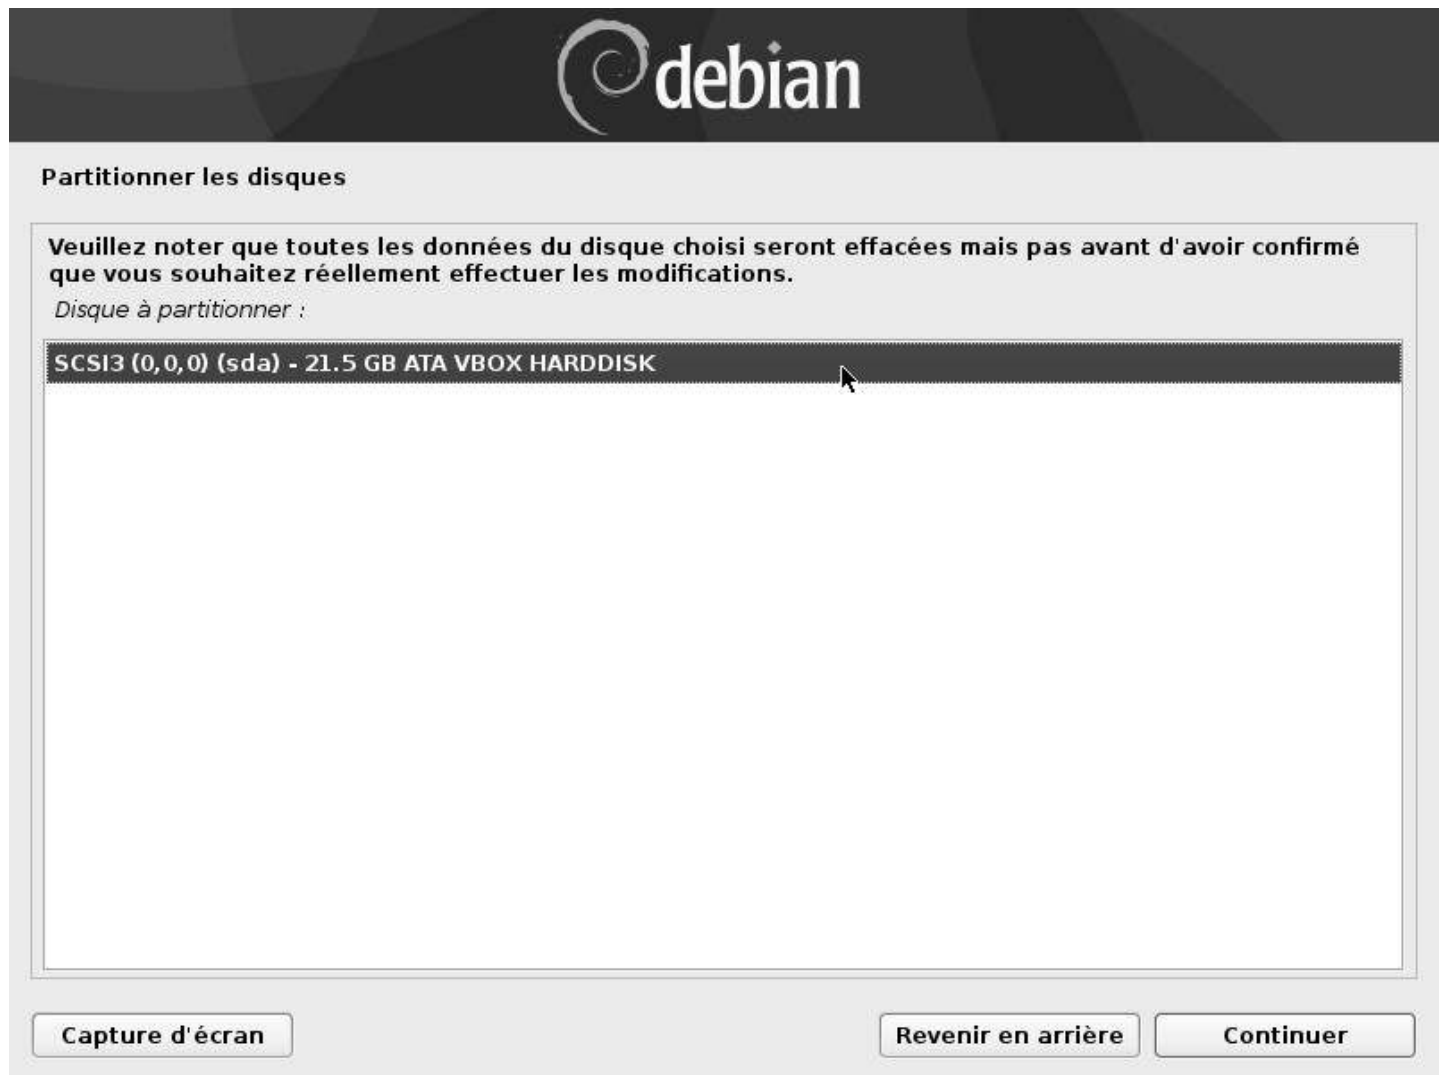 debian
Partitionner les disques
Veuillez noter que toutes les données du disque choisi seront effacées mais pas avant d'avoir confirmé
que vous souhaitez réellement effectuer les modifications.
Disque à partitionner :
SCSI3 (0,0,0) (sda) - 21.5 GB ATA VBOX HARDDISK
Capture d'écran
Revenir en arrière
Continuer